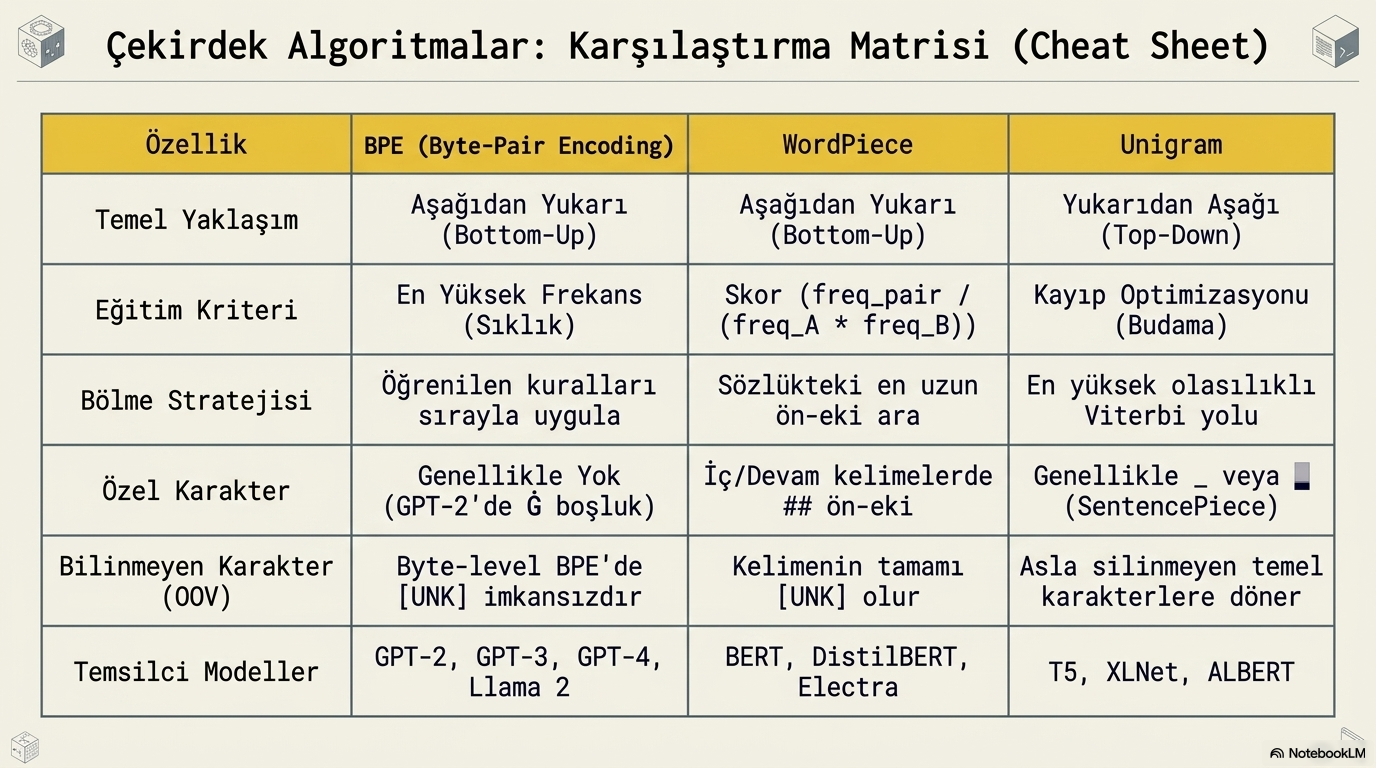 Çekirdek Algoritmalar: Karşılaştırma Matrisi (Cheat Sheet)
Özellik
BPE (Byte-Pair Encoding)
WordPiece
Unigram
Temel Yaklaşım
Aşağıdan Yukarı
(Bottom-Up)
Aşağıdan Yukarı
(Bottom-Up)
Yukarıdan Aşağı
(Top-Down)
Eğitim Kriteri
En Yüksek Frekans
(Sıklık)
Skor (freq_pair /
(freq_A * freq_B))
Kayıp Optimizasyonu
(Budama)
Bölme Stratejisi
Öğrenilen kuralları
sırayla uygula
Sözlükteki en uzun
ön-eki ara
En yüksek olasılıklı
Viterbi yolu
Özel Karakter
Genellikle Yok
(GPT-2'de Ġ boşluk)
İç/Devam kelimelerde
## ön-eki
Genellikle _ veya
(SentencePiece)
Bilinmeyen Karakter
(OOV)
Byte-level BPE'de
[UNK] imkansızdır
Kelimenin tamamı
[UNK] olur
Asla silinmeyen temel
karakterlere döner
Temsilci Modeller
GPT-2, GPT-3, GPT-4,
Llama 2
BERT, DistilBERT,
Electra
T5, XLNet, ALBERT
NotebookLM